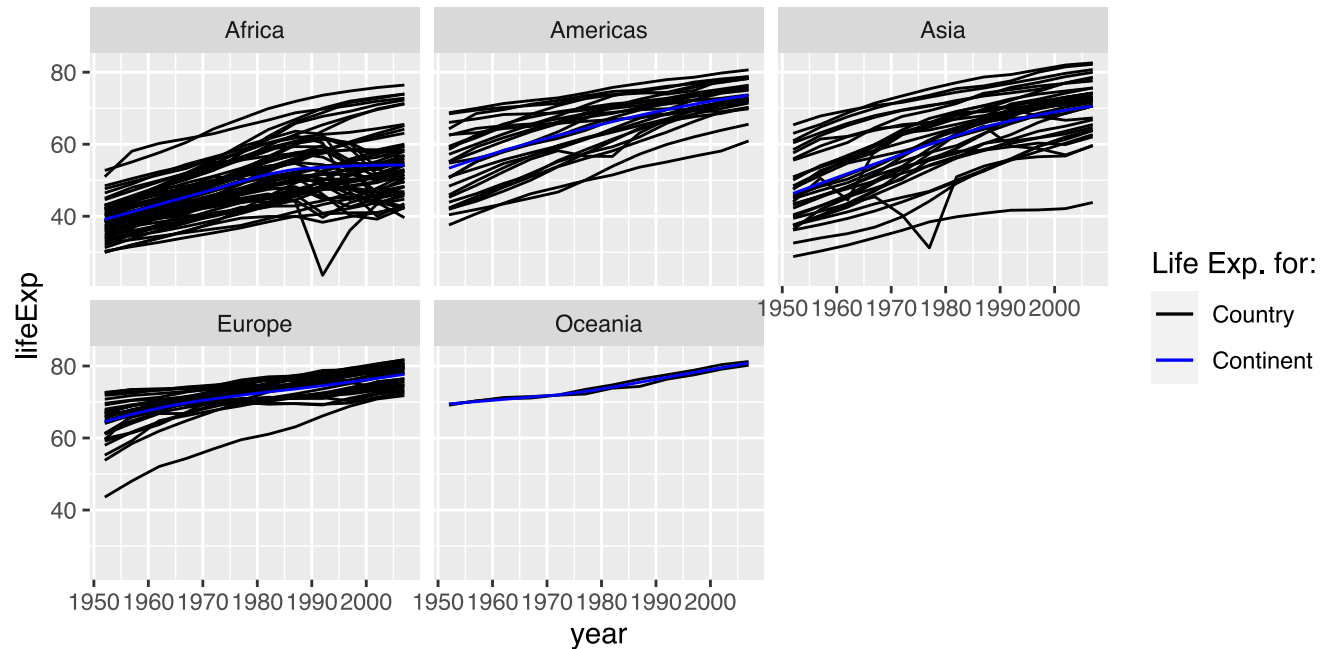 Africa
Americas
Asia
80
60
40
1950 1960 1970 1980 1990 2000
Europe
Oceania
80
60
40
1950 1960 1970 1980 1990 2000
1950 1960 1970 1980 1990 2000
year
lifeExp
Life Exp. for:
Country
Continent